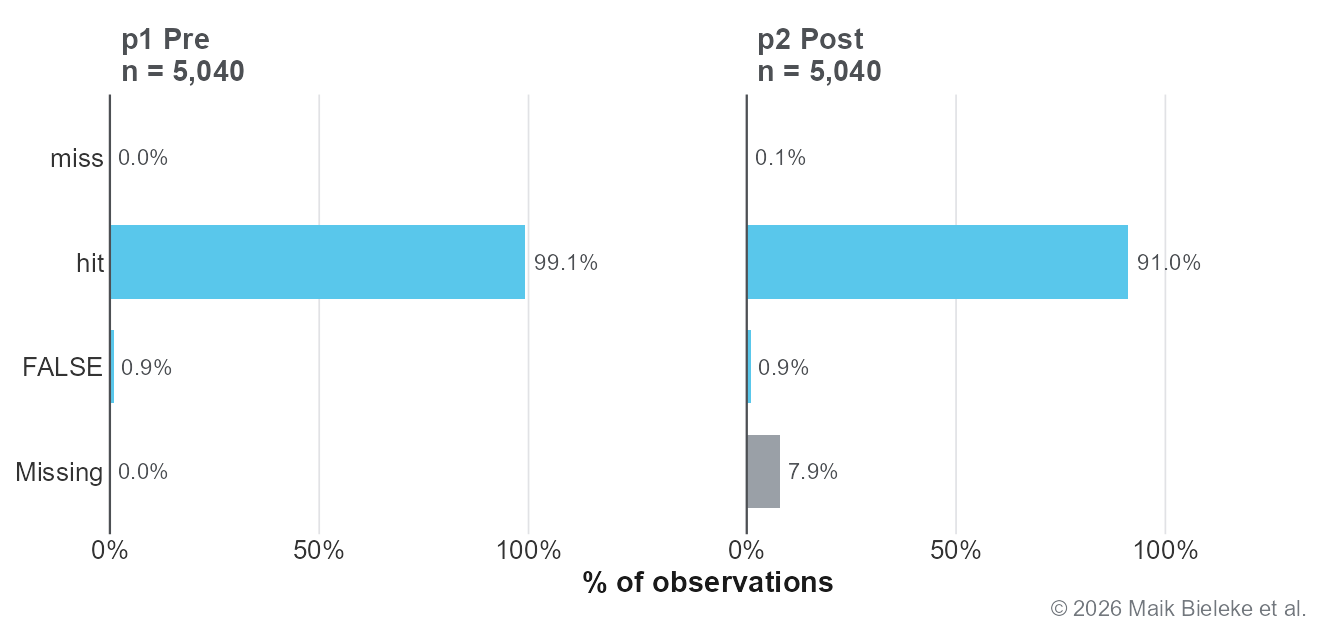 p1 Pre
n = 5,040
p2 Post
n = 5,040
miss
0.0%
0.1%
hit
99.1%
91.0%
FALSE
0.9%
0.9%
Missing
0.0%
7.9%
0%
50%
100%
0%
50%
100%
% of observations
© 2026 Maik Bieleke et al.